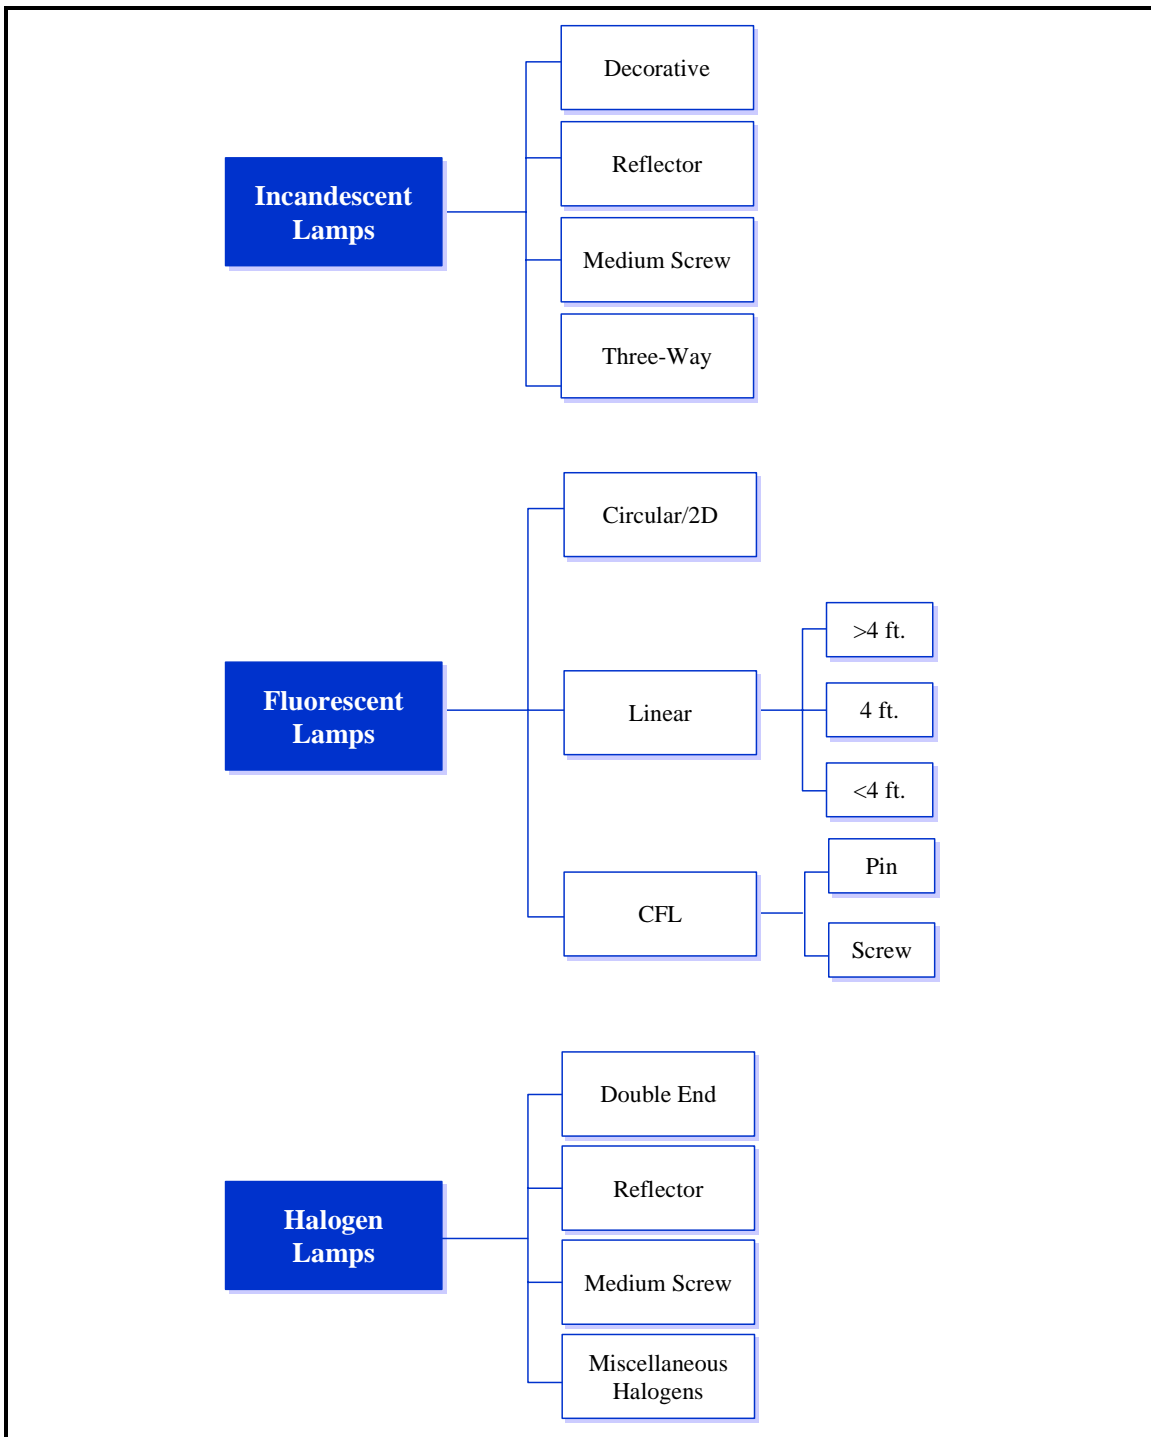 Decorative
Reflector
Incandescent
Lamps
Medium Screw
Three-Way
Circular/2D
>4 ft.
Fluorescent
Lamps
Linear
4 ft.
<4 ft.
Pin
CFL
Screw
Double End
Reflector
Halogen
Lamps
Medium Screw
Miscellaneous
Halogens